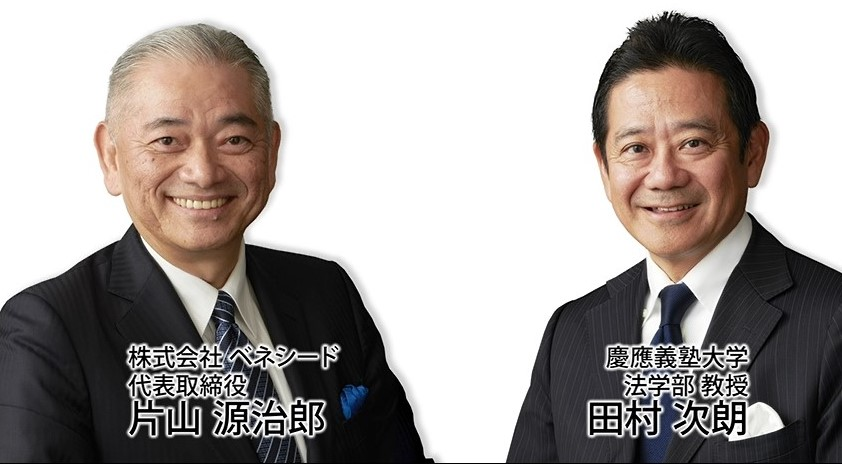 株式会社 ベネシード
代表取締役
片山 源治郎
慶應義塾大学
法学部 教授
田村 次朗